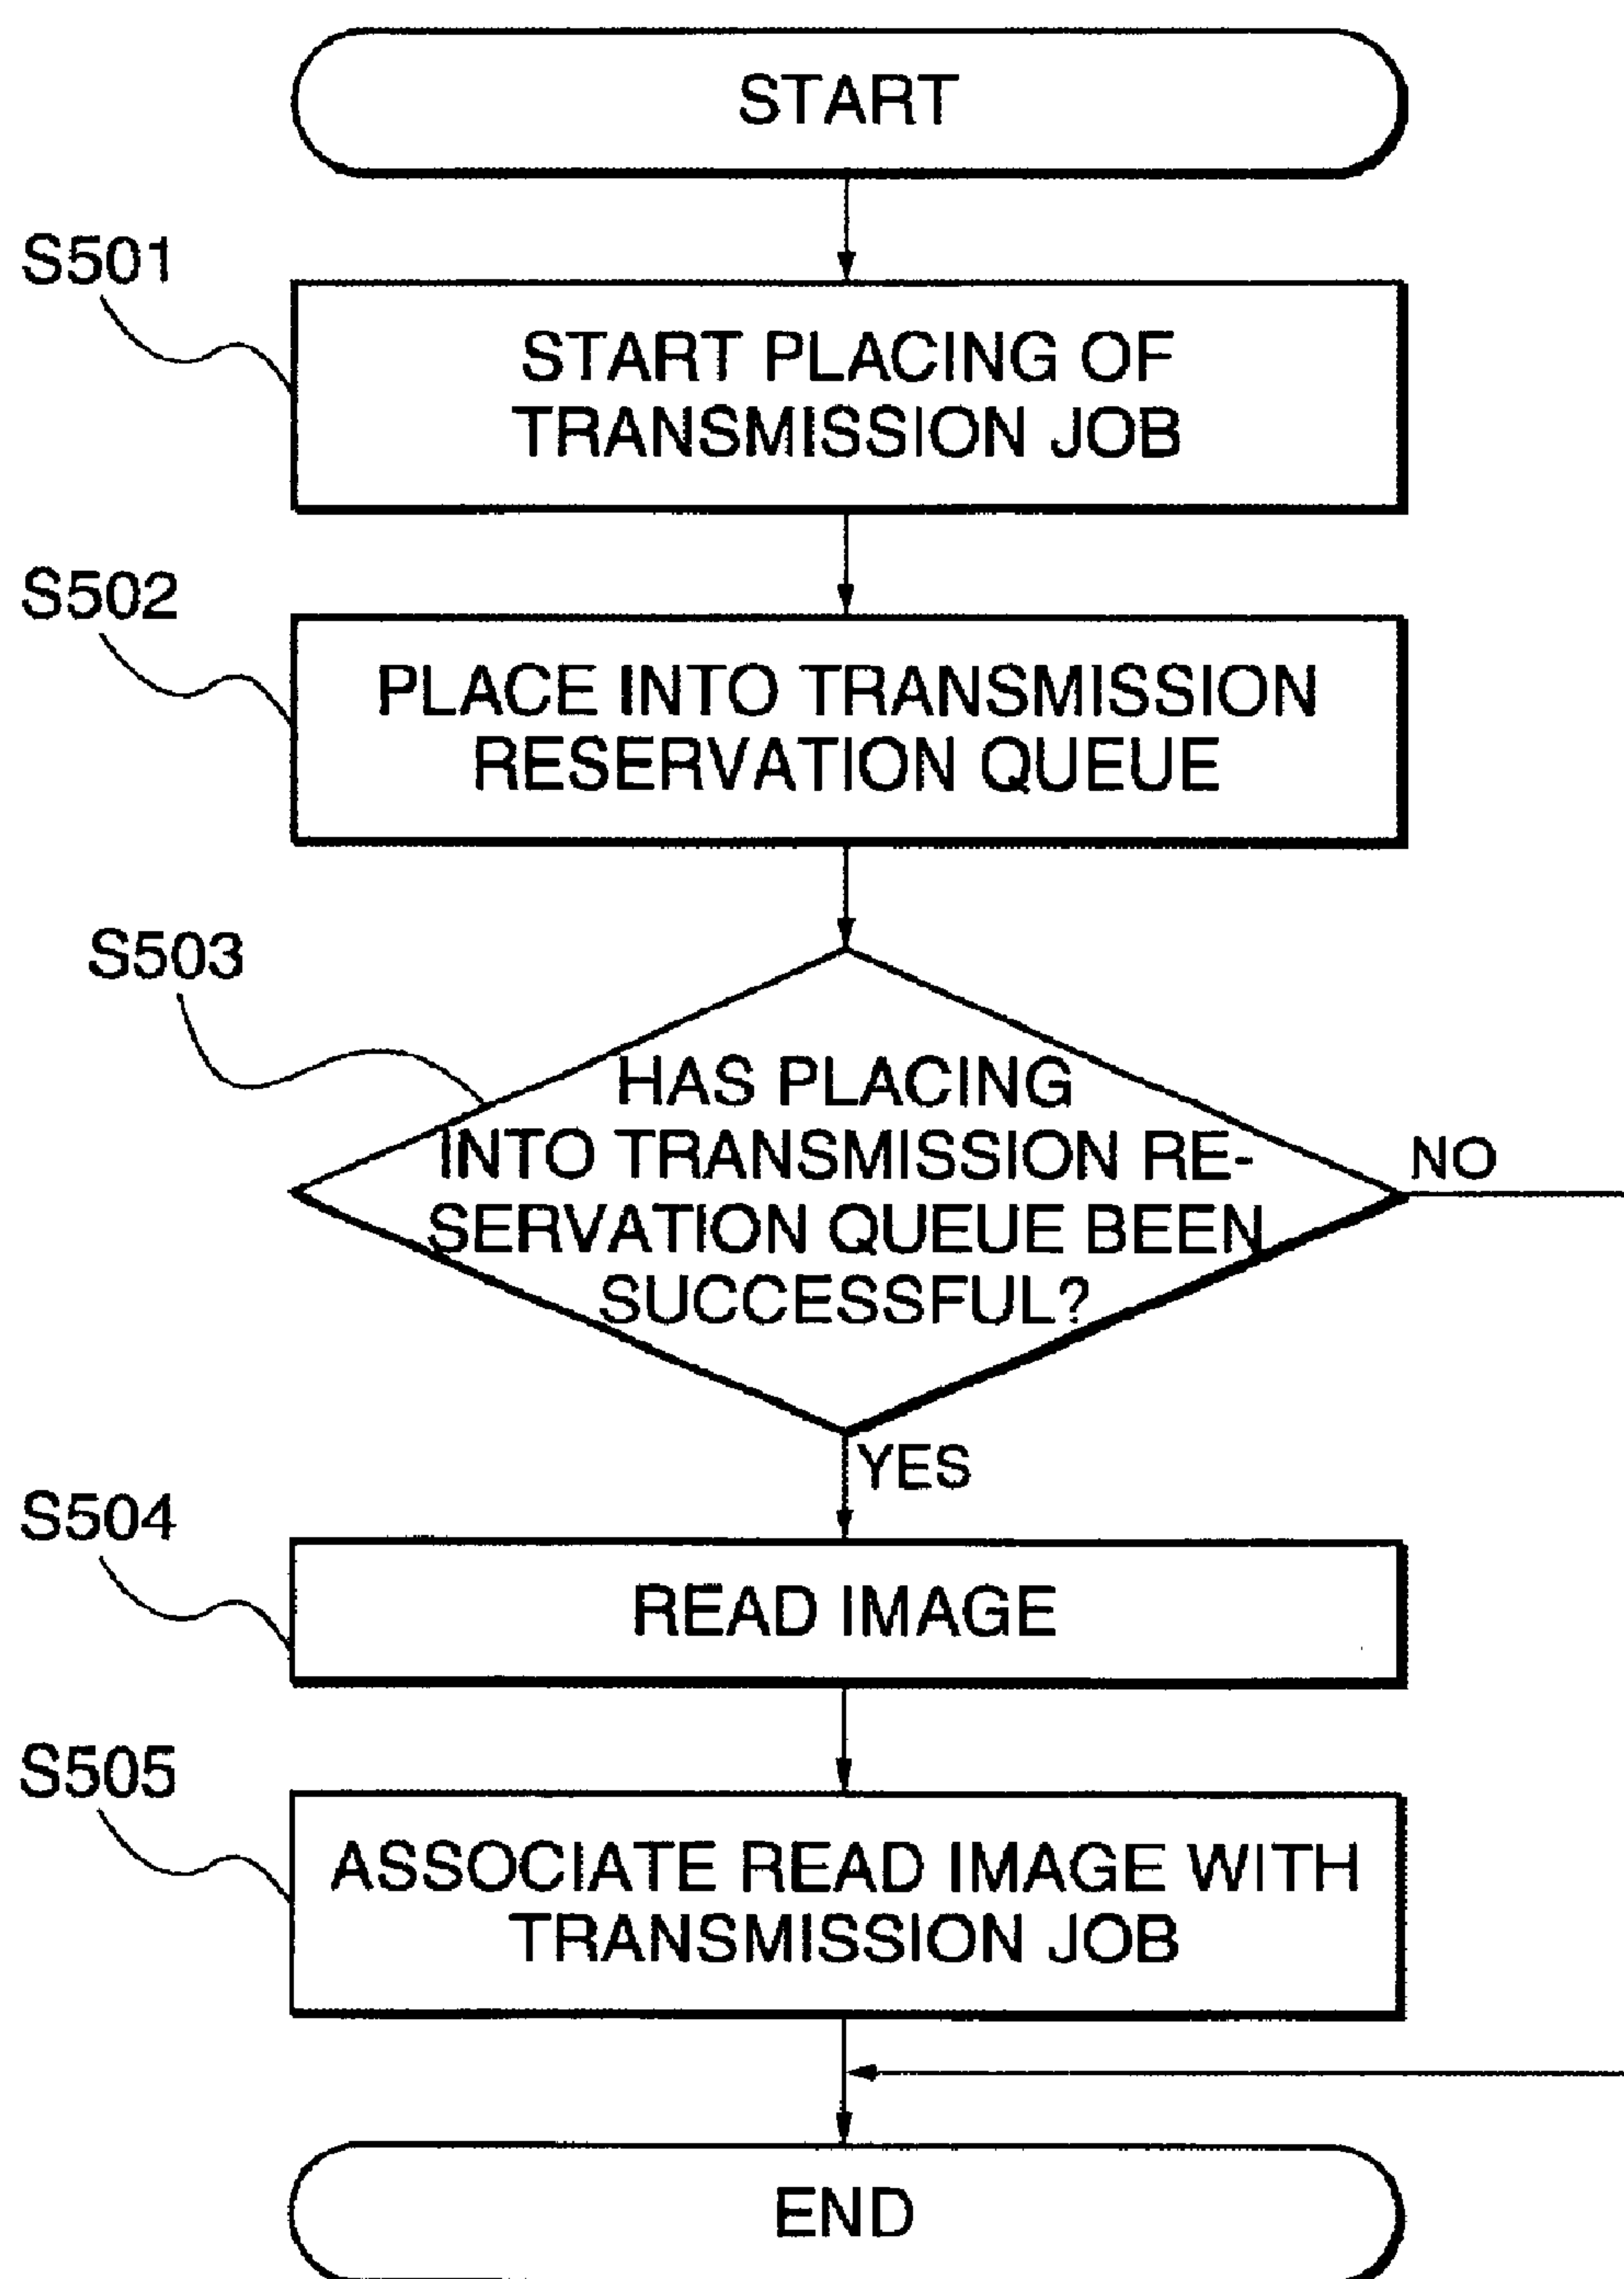 START
S501
START PLACING OF
TRANSMISSION JOB
S502
PLACE INTO TRANSMISSION
RESERVATION QUEUE
S503
HAS PLACING
INTO TRANSMISSION RE-
SERVATION QUEUE BEEN
SUCCESSFUL?
NO
YES
S504
READ IMAGE
S505
ASSOCIATE READ IMAGE WITH
TRANSMISSION JOB
END